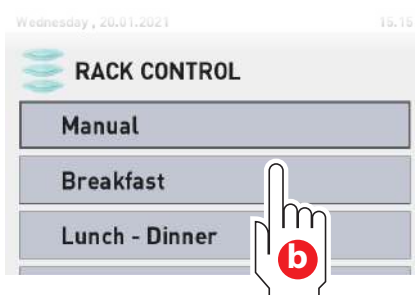 Wednesday , 20.01.2021 15.15
RACK CONTROL
Manual
Breakfast
Lunch - Dinner
b